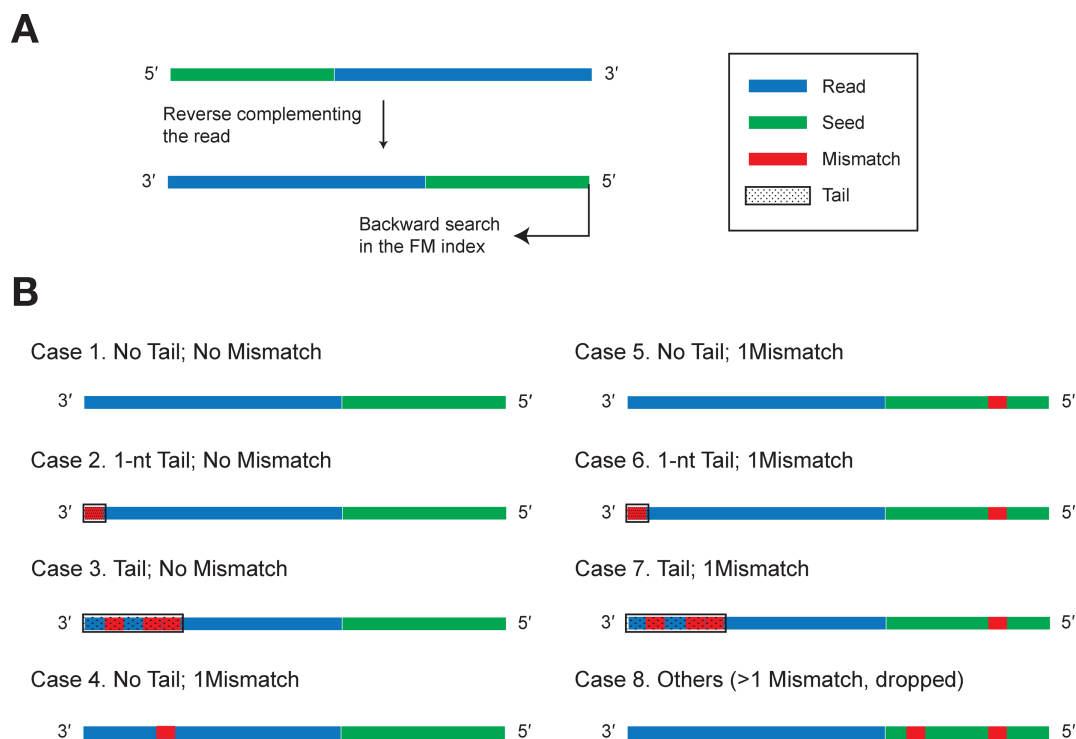 A
5′
3′
Reverse complementing
the read
3′
5′
Backward search
in the FM index
Read
Seed
Mismatch
Tail
B
Case 1. No Tail; No Mismatch
3′
5′
Case 2. 1-nt Tail; No Mismatch
3′
5′
Case 3. Tail; No Mismatch
3′
5′
Case 4. No Tail; 1Mismatch
3′
5′
Case 5. No Tail; 1Mismatch
3′
5′
Case 6. 1-nt Tail; 1Mismatch
3′
5′
Case 7. Tail; 1Mismatch
3′
5′
Case 8. Others (>1 Mismatch, dropped)
3′
5′